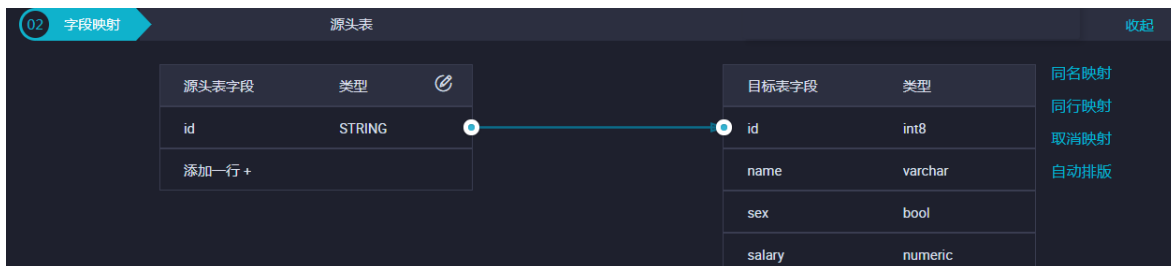 02 字段映射 源头表 收起
源头表字段 类型 目标表字段 类型 同名映射
同行映射
id STRING id int8
取消映射
添加一行 + name varchar 自动排版
sex bool
salary numeric